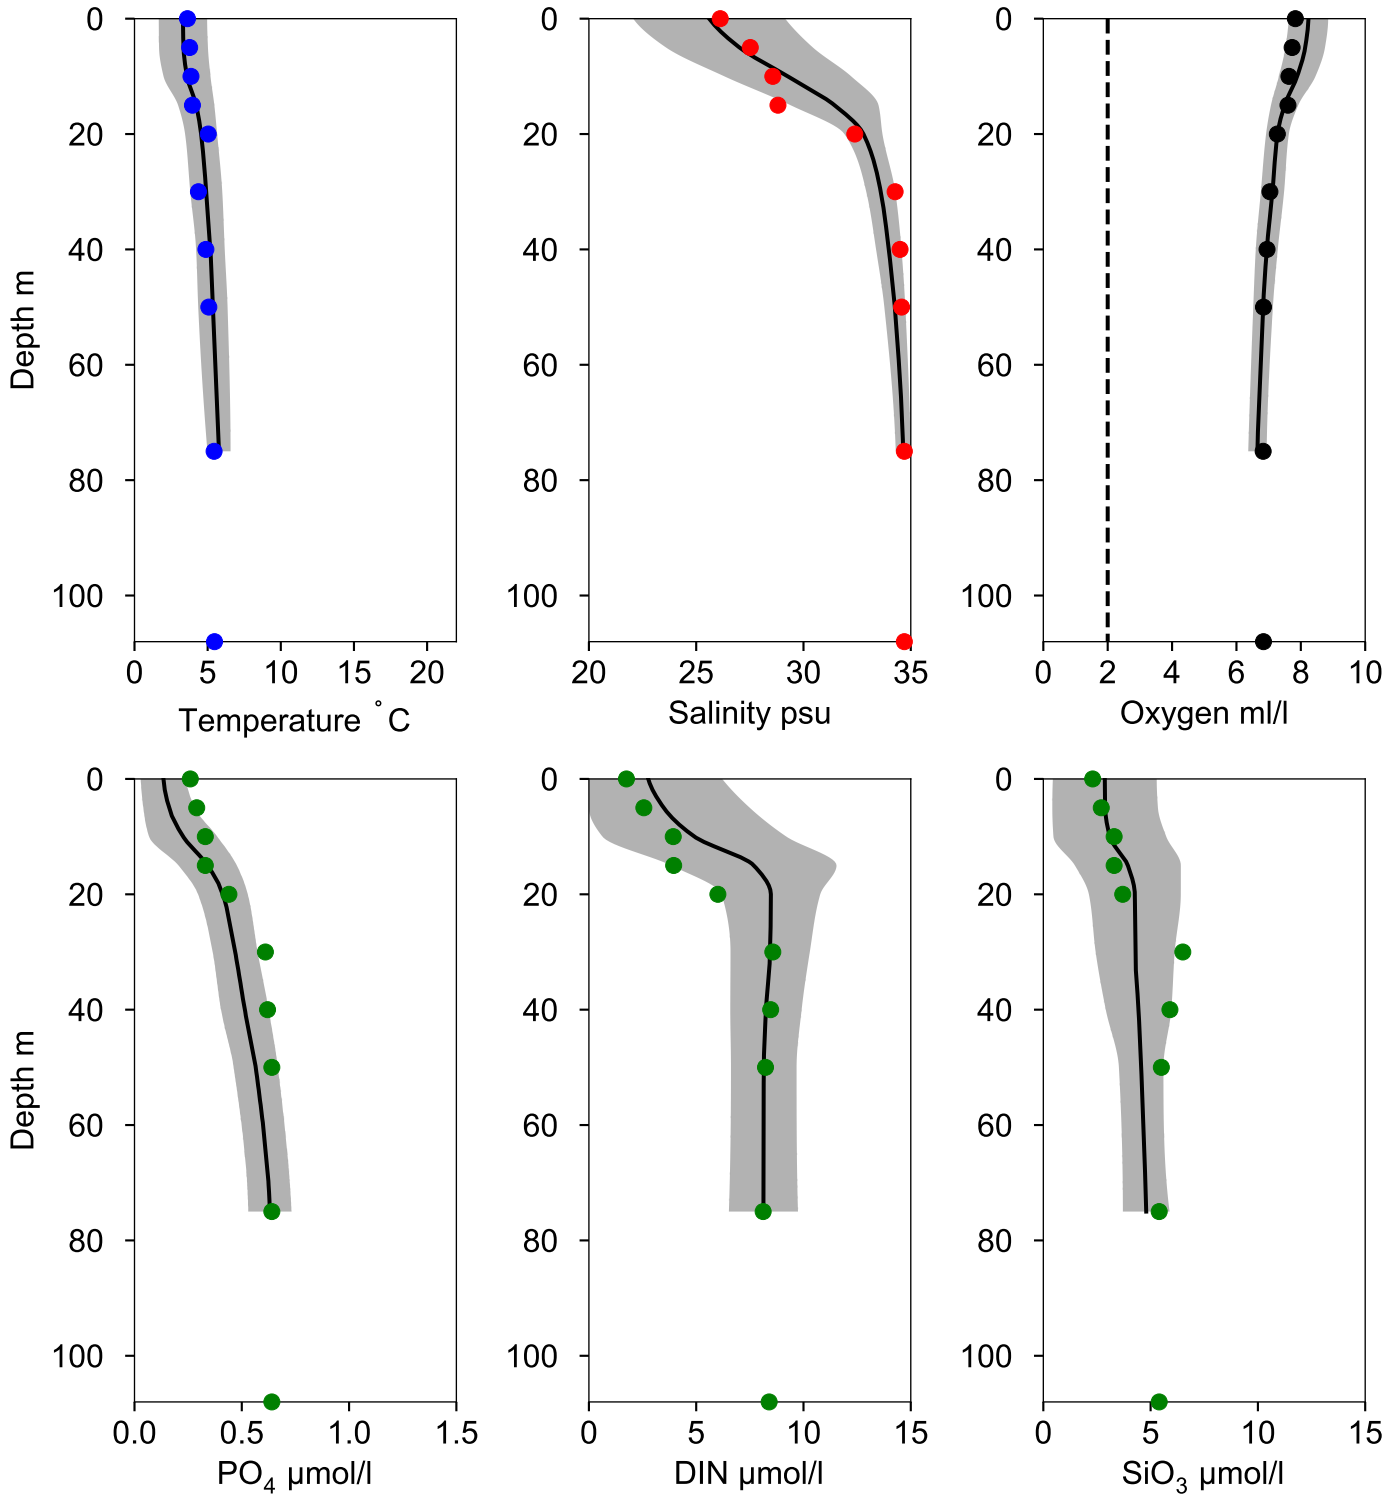 0
20
40
60
80
100
Depth m
0 5 10 15 20
Temperature °C
0
20
40
60
80
100
20 25 30 35
Salinity psu
0
20
40
60
80
100
0 2 4 6 8 10
Oxygen ml/l
0
20
40
60
80
100
Depth m
0.0 0.5 1.0 1.5
PO₄ µmol/l
0
20
40
60
80
100
0 5 10 15
DIN µmol/l
0
20
40
60
80
100
0 5 10 15
SiO₃ µmol/l